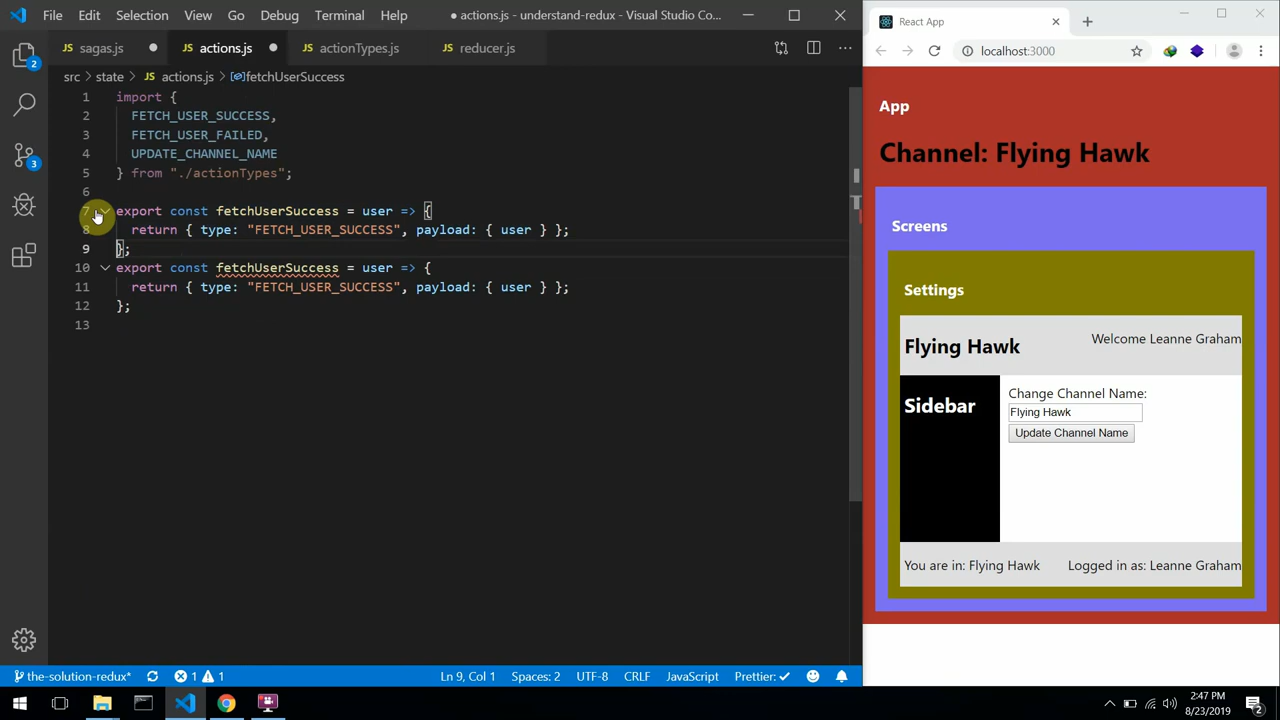 File Edit Selection View Go Debug Terminal Help ● actions.js - understand-redux - Visual Studio Co...
sagas.js
actions.js
actionTypes.js
reducer.js
src > state > JS actions.js > fetchUserSuccess
1 import {
2 FETCH_USER_SUCCESS,
3 FETCH_USER_FAILED,
4 UPDATE_CHANNEL_NAME
5 } from "./actionTypes";
6
7 export const fetchUserSuccess = user => {
8 return { type: "FETCH_USER_SUCCESS", payload: { user } };
9 };
10 export const fetchUserSuccess = user => {
11 return { type: "FETCH_USER_SUCCESS", payload: { user } };
12 };
13
2
3
the-solution-redux* 1 1 Ln 9, Col 1 Spaces: 2 UTF-8 CRLF JavaScript Prettier: ✓
React App
localhost:3000
App
Channel: Flying Hawk
Screens
Settings
Flying Hawk
Welcome Leanne Graham
Sidebar
Change Channel Name:
Flying Hawk
Update Channel Name
You are in: Flying Hawk
Logged in as: Leanne Graham
2:47 PM
8/23/2019
2